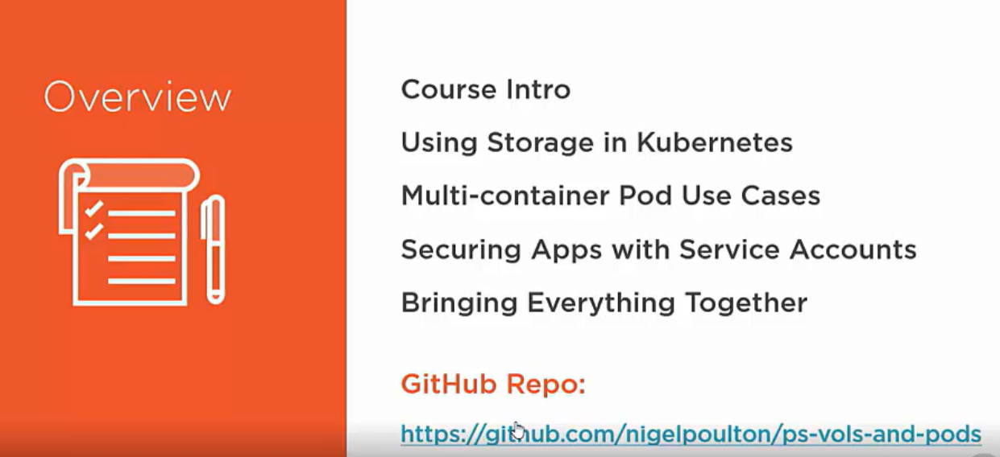 Overview
Course Intro
Using Storage in Kubernetes
Multi-container Pod Use Cases
Securing Apps with Service Accounts
Bringing Everything Together
GitHub Repo:
https://github.com/nigelpoulton/ps-vols-and-pods